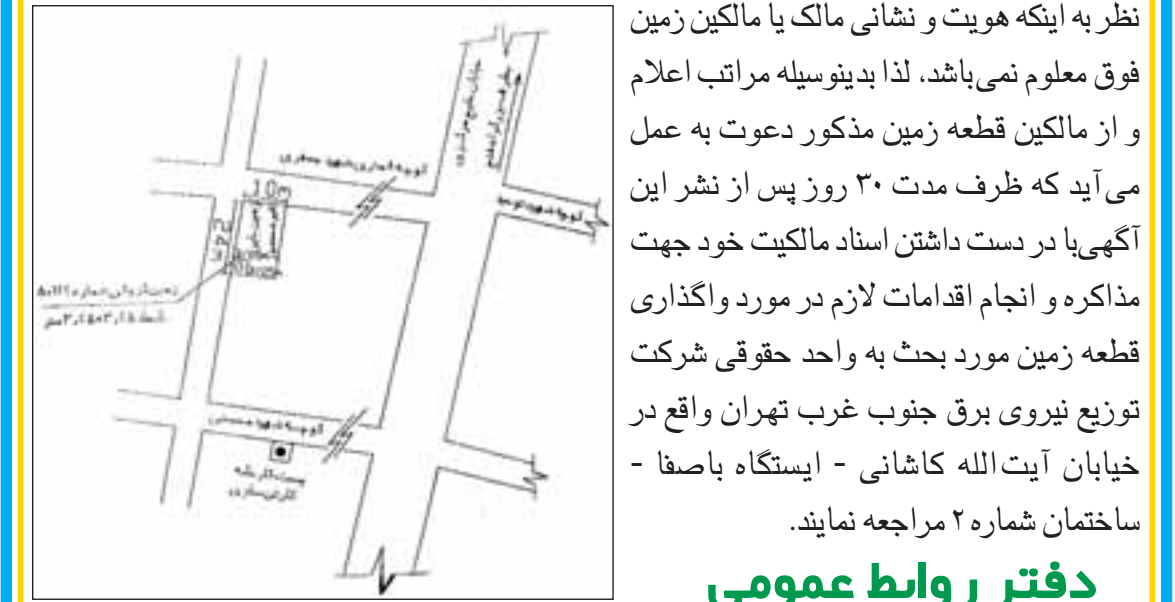 نظر به اینکه هویت و نشانی مالک یا مالکین زمین
فوق معلوم نمی‌باشد، لذا بدینوسیله مراتب اعلام
و از مالکین قطعه زمین مذکور دعوت به عمل
می‌آید که ظرف مدت ۳۰ روز پس از نشر این
آگهی‌با در دست داشتن اسناد مالکیت خود جهت
مذاکره و انجام اقدامات لازم در مورد واگذاری
قطعه زمین مورد بحث به واحد حقوقی شرکت
توزیع نیروی برق جنوب غرب تهران واقع در
خیابان آیت‌الله کاشانی - ایستگاه باصفا -
ساختمان شماره ۲ مراجعه نمایند.
دفتر روابط عمومی
10m
کوچه شهید
کوچه شهید